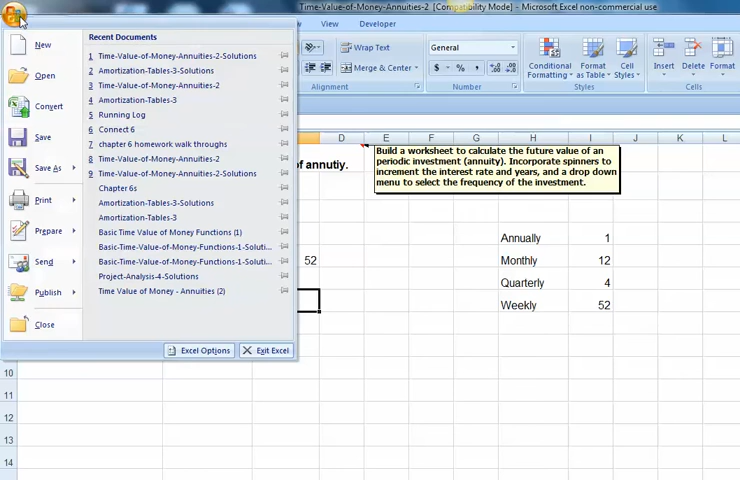 Time-Value-of-Money-Annuities-2 [Compatibility Mode] - Microsoft Excel non-commercial use
View
Developer
Wrap Text
Merge & Center
Alignment
General
$
%
,
Number
Conditional Formatting
Format as Table
Cell Styles
Styles
Insert
Delete
Format
Cells
New
Open
Convert
Save
Save As
Print
Prepare
Send
Publish
Close
Recent Documents
1 Time-Value-of-Money-Annuities-2-Solutions
2 Amortization-Tables-3-Solutions
3 Time-Value-of-Money-Annuities-2
4 Amortization-Tables-3
5 Running Log
6 Connect 6
7 chapter 6 homework walk throughs
8 Time-Value-of-Money-Annuities-2
9 Time-Value-of-Money-Annuities-2-Solutions
Chapter 6s
Amortization-Tables-3-Solutions
Amortization-Tables-3
Basic Time Value of Money Functions (1)
Basic-Time-Value-of-Money-Functions-1-Soluti...
Basic-Time-Value-of-Money-Functions-1-Soluti...
Project-Analysis-4-Solutions
Time Value of Money - Annuities (2)
Excel Options
Exit Excel
D E F G H I J K L
of annutiy.
Build a worksheet to calculate the future value of an
periodic investment (annuity). Incorporate spinners to
increment the interest rate and years, and a drop down
menu to select the frequency of the investment.
Annually 1
52 Monthly 12
Quarterly 4
Weekly 52
10
11
12
13
14